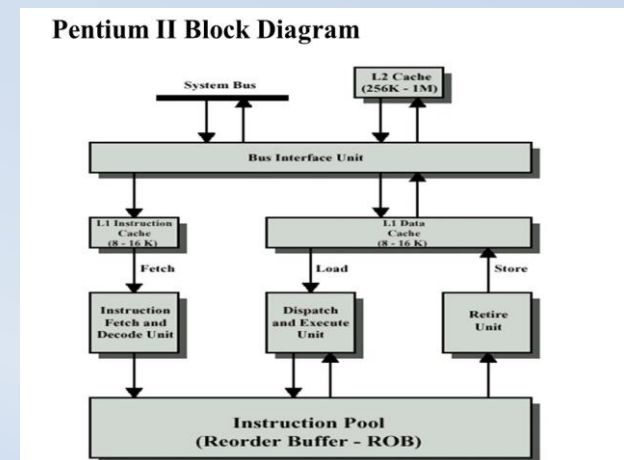 Pentium II Block Diagram
System Bus
L2 Cache
(256K - 1M)
Bus Interface Unit
L1 Instruction
Cache
(8 - 16 K)
L1 Data
Cache
(8 - 16 K)
Fetch
Load
Store
Instruction
Fetch and
Decode Unit
Dispatch
and Execute
Unit
Retire
Unit
Instruction Pool
(Reorder Buffer - ROB)